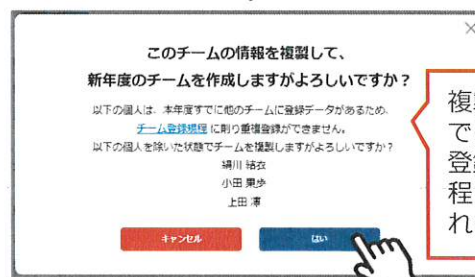 このチームの情報を複製して、
新年度のチームを作成しますがよろしいですか？
以下の個人は、本年度すでに他のチームに登録データがあるため、
チーム登録規程 に則り重複登録ができません。
以下の個人を除いた状態でチームを複製しますがよろしいですか？
絹川 結衣
小田 果歩
上田 凛
キャンセル
はい
で
登
程
れ